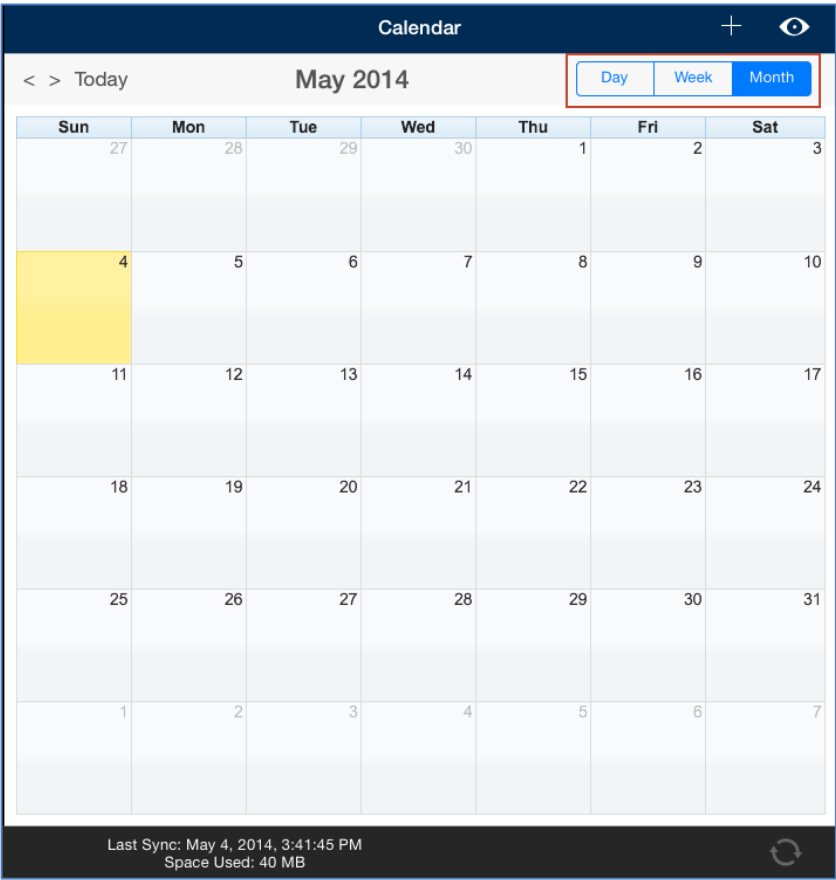 Calendar
< > Today
May 2014
Day Week Month
Sun Mon Tue Wed Thu Fri Sat
27 28 29 30 1 2 3
4 5 6 7 8 9 10
11 12 13 14 15 16 17
18 19 20 21 22 23 24
25 26 27 28 29 30 31
1 2 3 4 5 6 7
Last Sync: May 4, 2014, 3:41:45 PM
Space Used: 40 MB